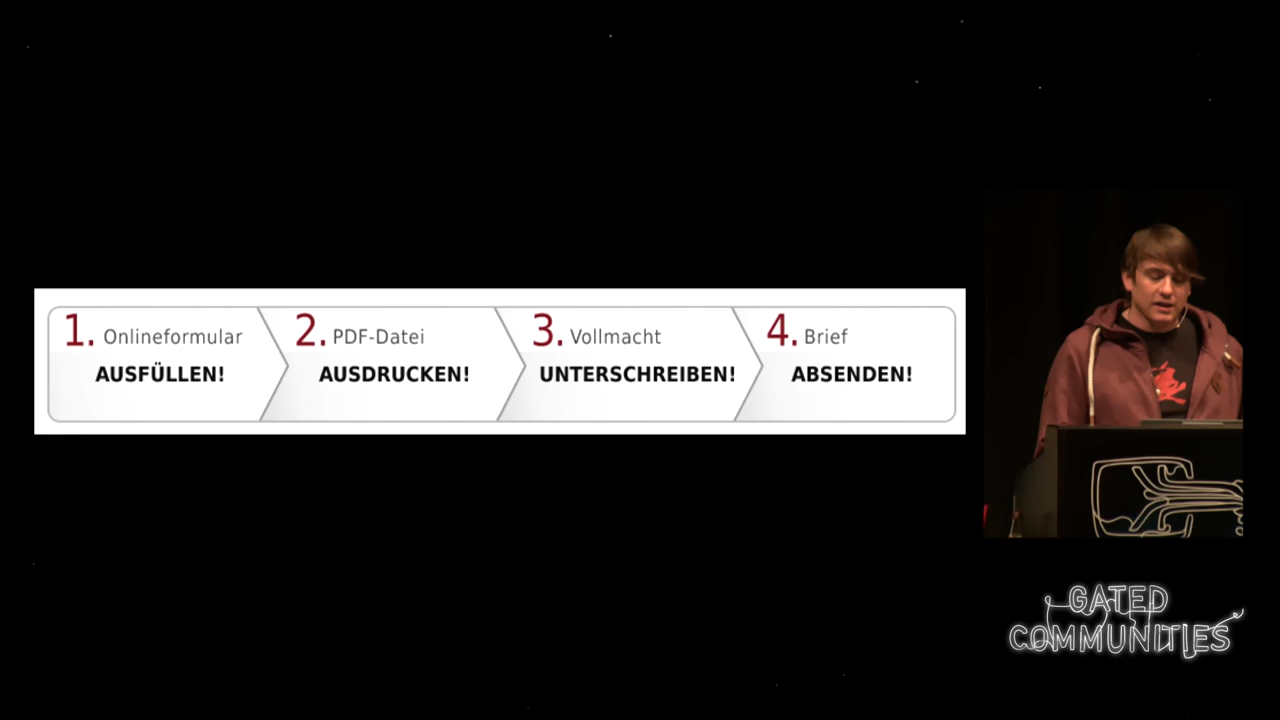 1. Onlineformular
AUSFÜLLEN!
2. PDF-Datei
AUSDRUCKEN!
3. Vollmacht
UNTERSCHREIBEN!
4. Brief
ABSENDEN!
GATED
COMMUNITIES